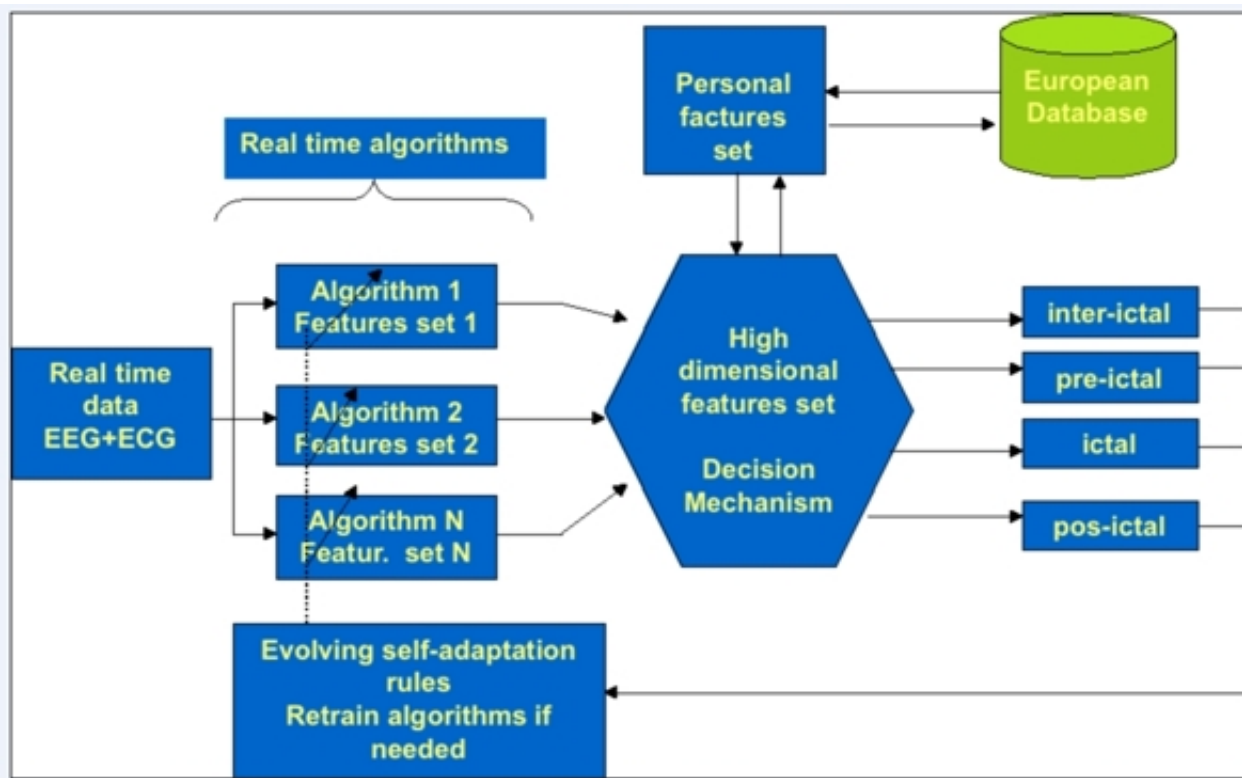 Personal
factures
set
European
Database
Real time algorithms
Real time
data
EEG+ECG
Algorithm 1
Features set 1
Algorithm 2
Features set 2
Algorithm N
Featur. set N
High
dimensional
features set
Decision
Mechanism
inter-ictal
pre-ictal
ictal
pos-ictal
Evolving self-adaptation
rules
Retrain algorithms if
needed